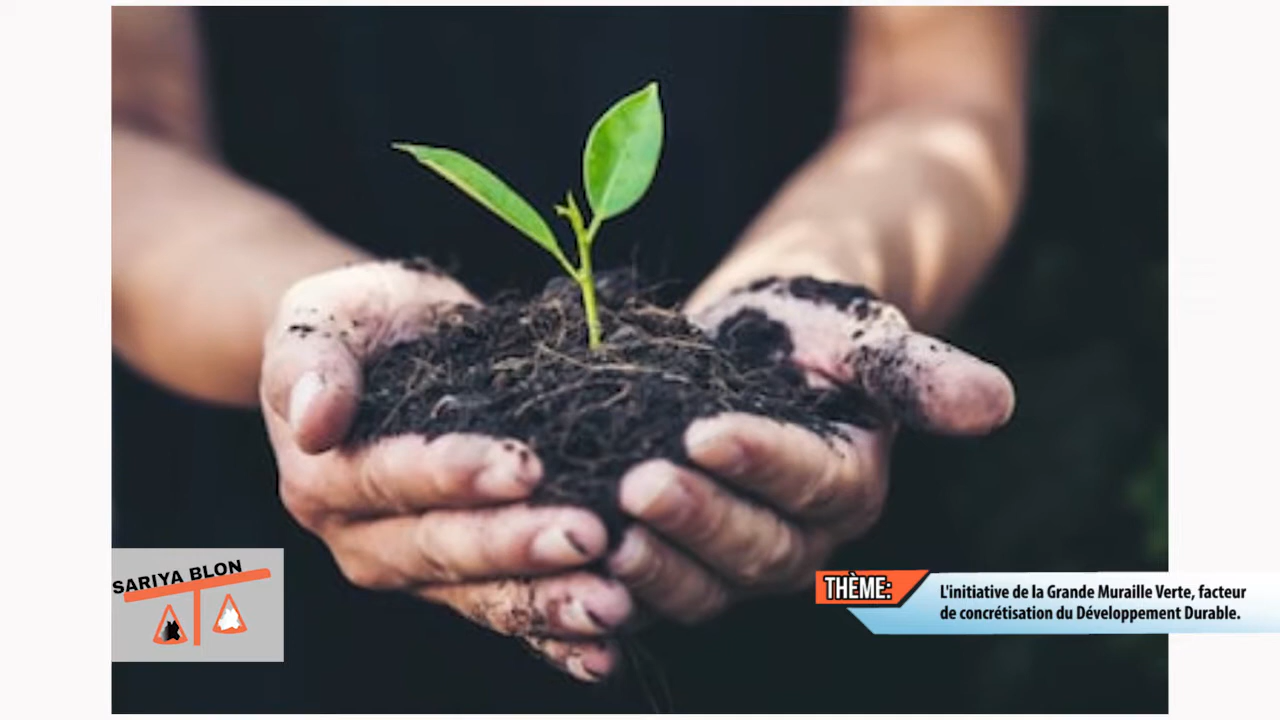 SARIYA BLON
THÈME:
L'initiative de la Grande Muraille Verte, facteur
de concrétisation du Développement Durable.